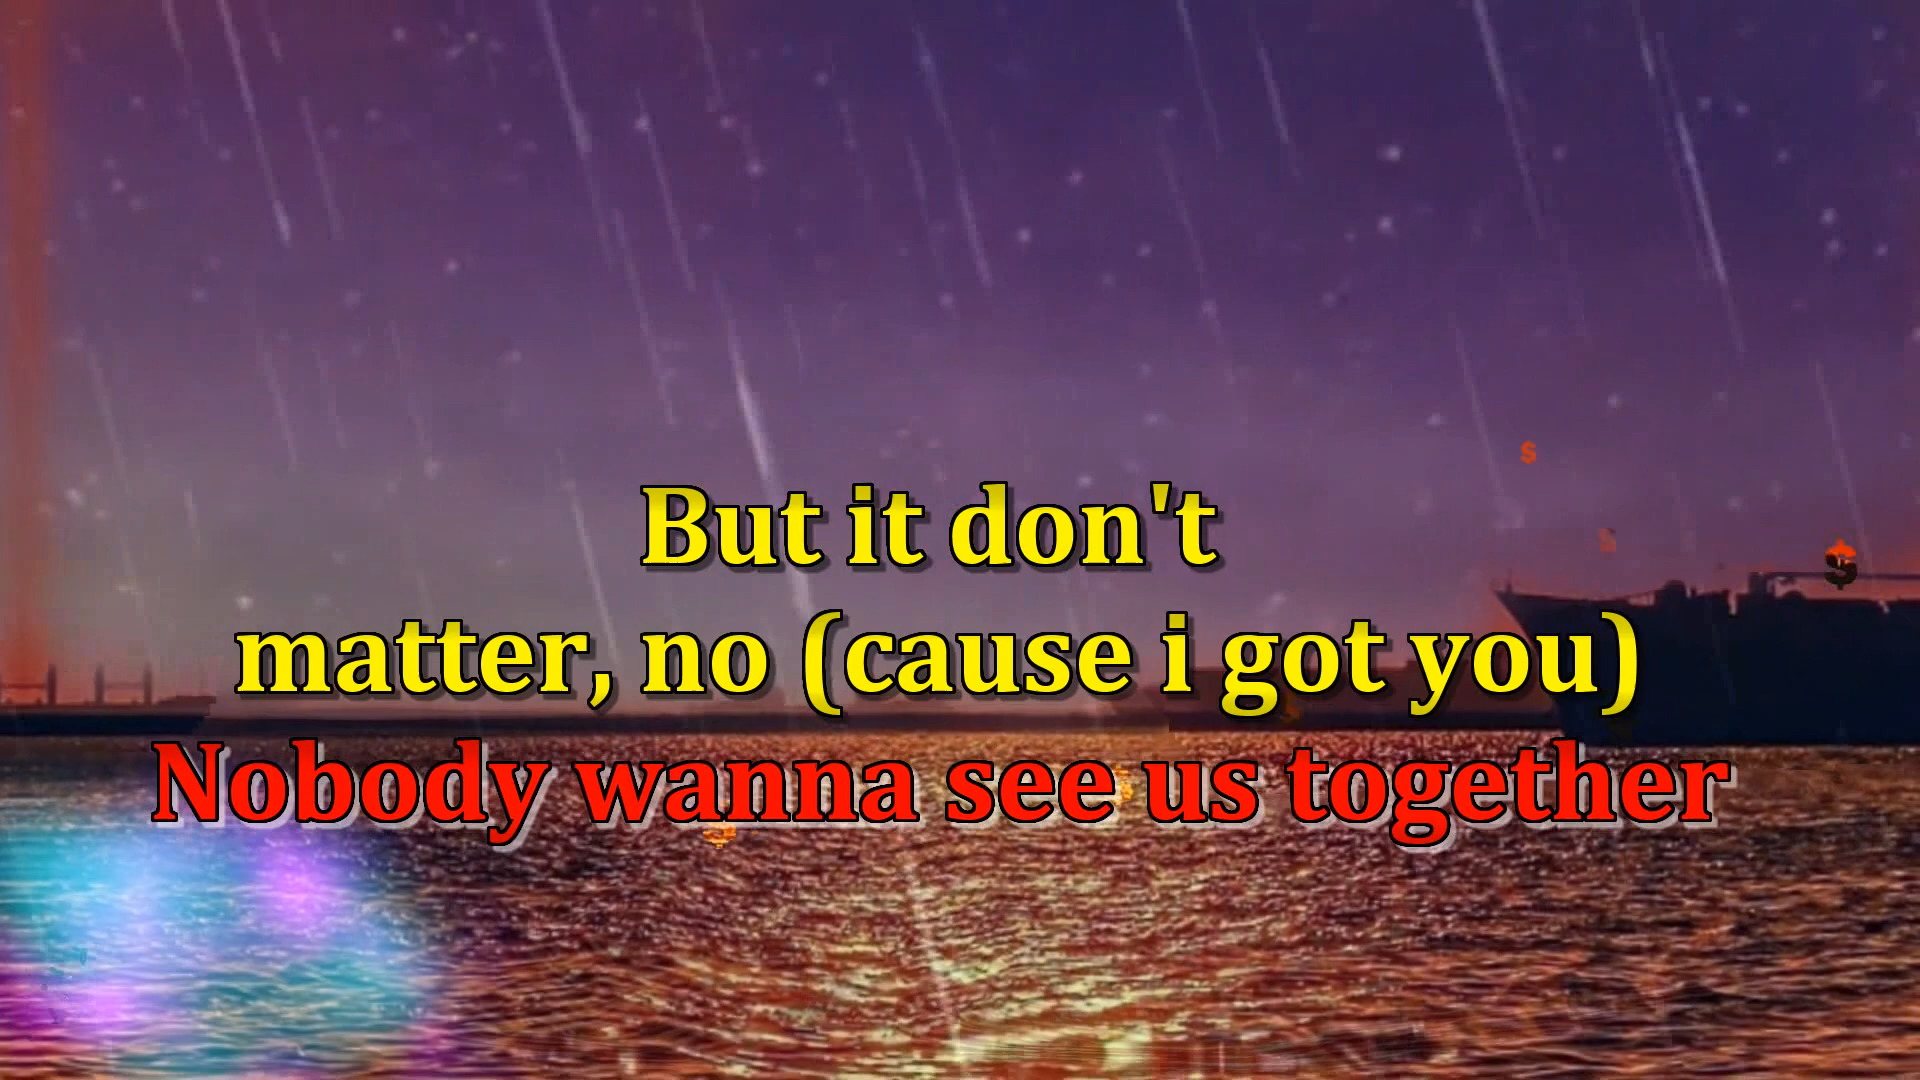 But it don't
matter, no (cause i got you)
Nobody wanna see us together